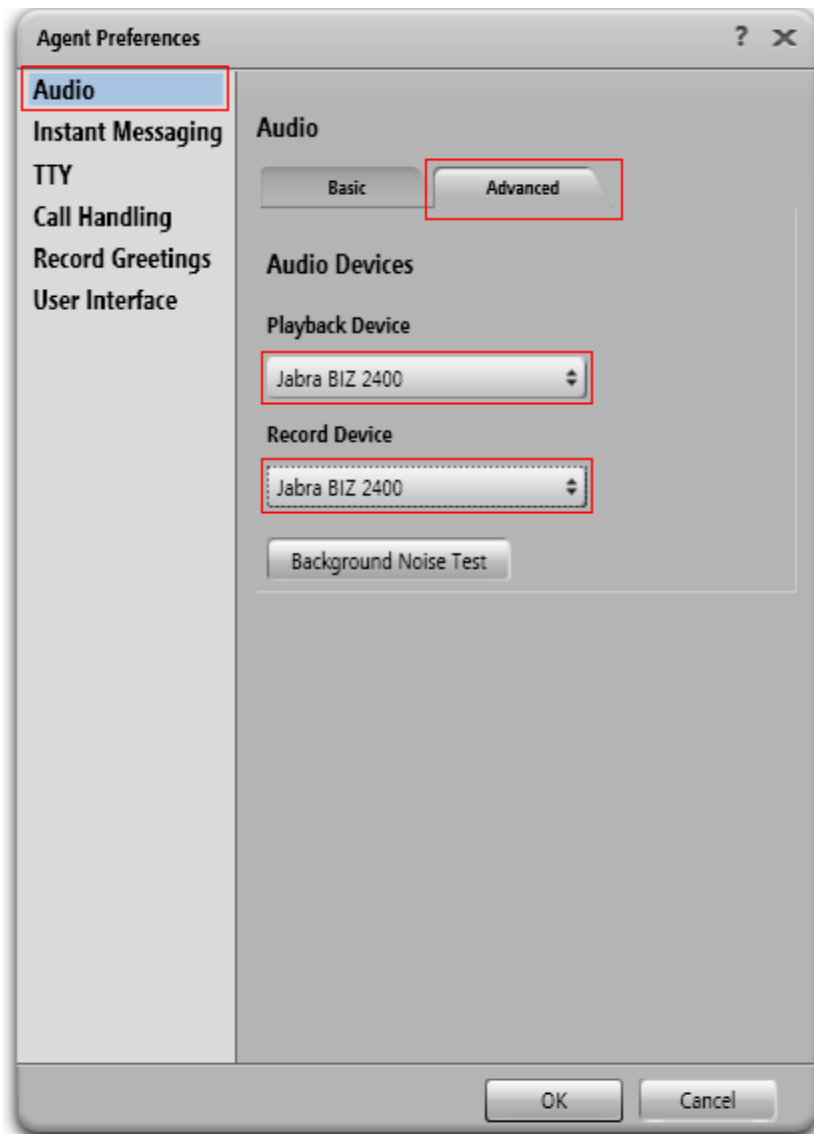 Agent Preferences ? ×
Audio
Instant Messaging
TTY
Call Handling
Record Greetings
User Interface
Audio
Basic Advanced
Audio Devices
Playback Device
Jabra BIZ 2400
Record Device
Jabra BIZ 2400
Background Noise Test
OK Cancel